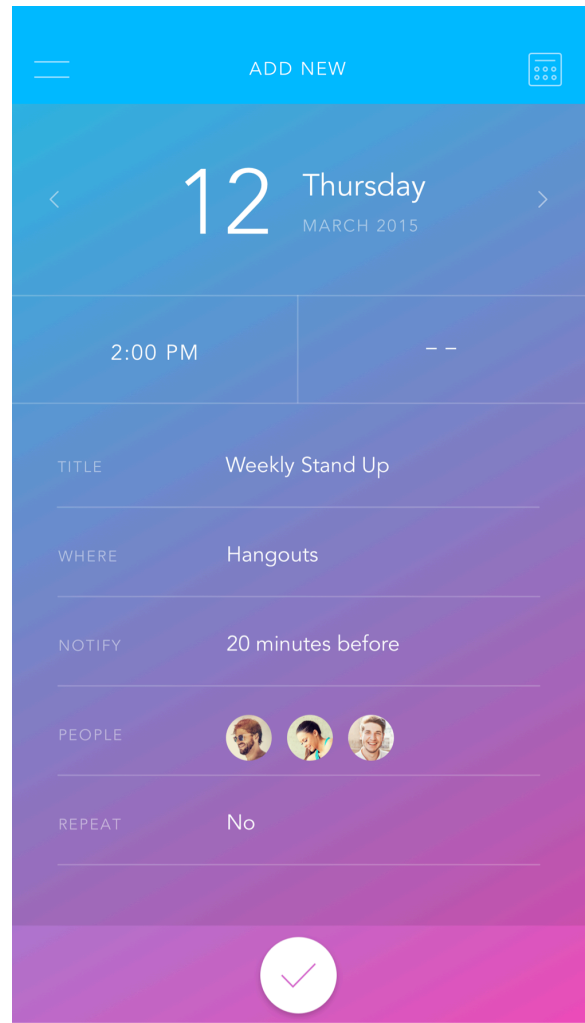 ADD NEW
12 Thursday
MARCH 2015
2:00 PM – –
TITLE Weekly Stand Up
WHERE Hangouts
NOTIFY 20 minutes before
PEOPLE
REPEAT No